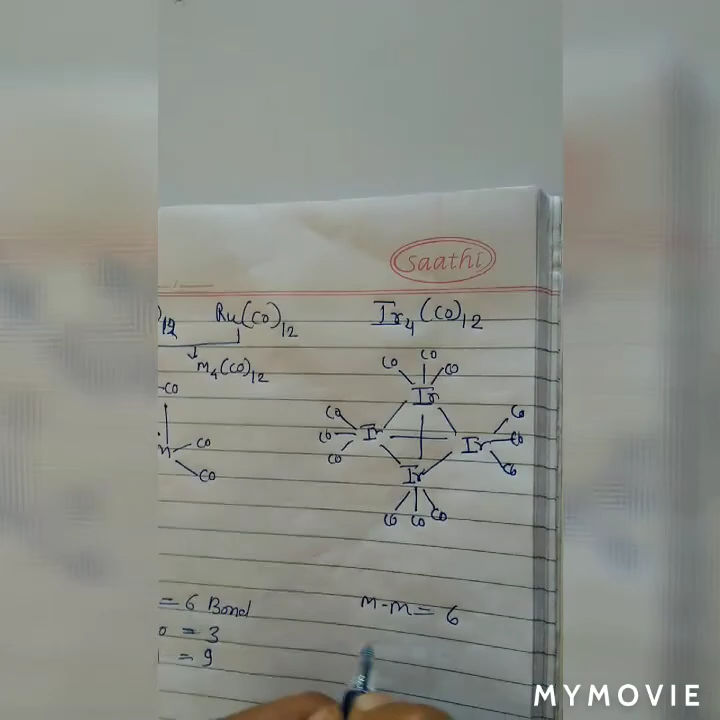 saathi
)12 Ru(CO)12 Ir4(CO)12
M4(CO)12
CO CO CO
-CO Ir
CO CO
CO Ir Ir CO
CO CO
CO Ir CO
CO
CO CO CO
= 6 Bond M-M = 6
= 3
= 9
MYMOVIE